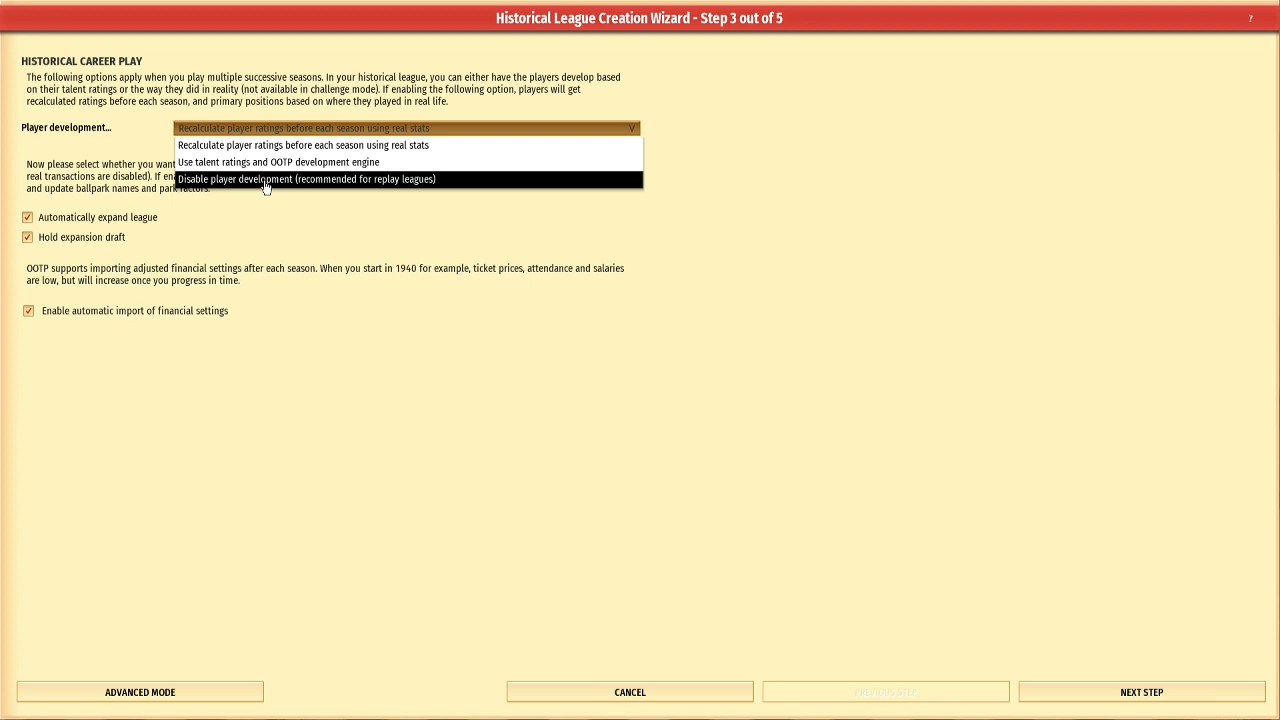 Historical League Creation Wizard - Step 3 out of 5
?
HISTORICAL CAREER PLAY
The following options apply when you play multiple successive seasons. In your historical league, you can either have the players develop based
on their talent ratings or the way they did in reality (not available in challenge mode). If enabling the following option, players will get
recalculated ratings before each season, and primary positions based on where they played in real life.
Player development...
Recalculate player ratings before each season using real stats
Recalculate player ratings before each season using real stats
Use talent ratings and OOTP development engine
Disable player development (recommended for replay leagues)
Now please select whether you want
real transactions are disabled). If
and update ballpark names and park factors.
Automatically expand league
Hold expansion draft
OOTP supports importing adjusted financial settings after each season. When you start in 1940 for example, ticket prices, attendance and salaries
are low, but will increase once you progress in time.
Enable automatic import of financial settings
ADVANCED MODE
CANCEL
PREVIOUS STEP
NEXT STEP